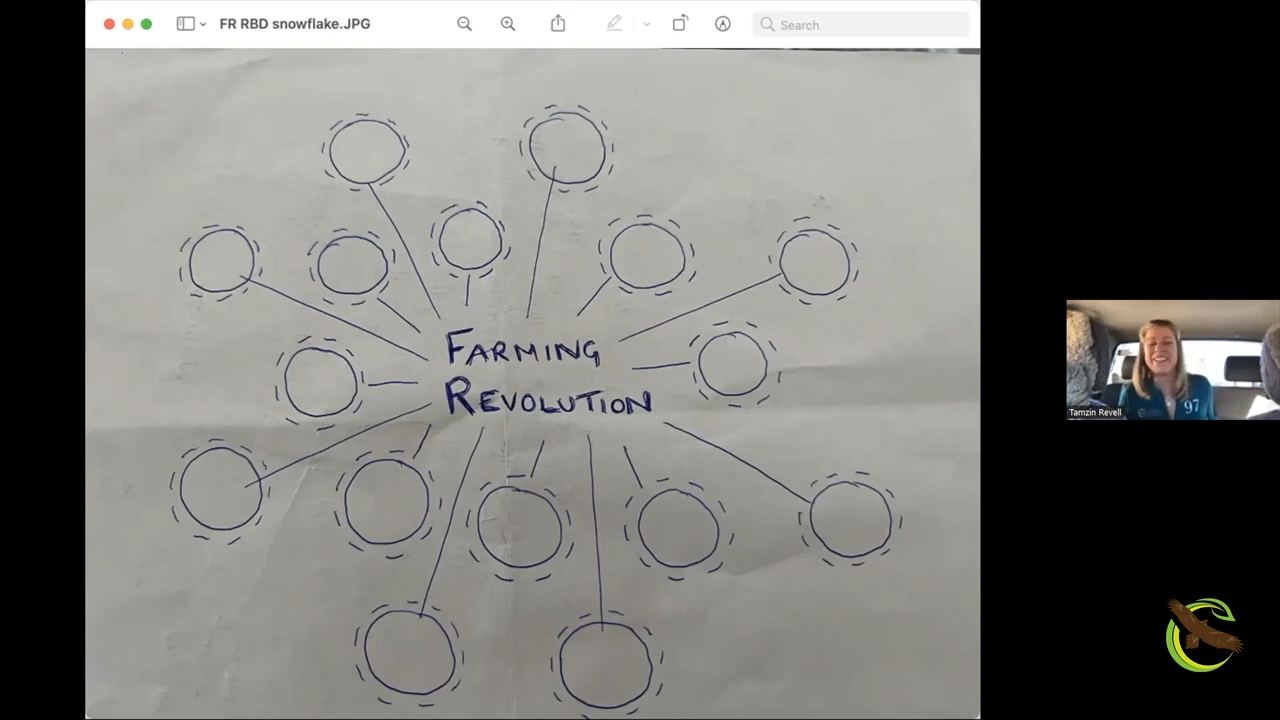 FR RBD snowflake.JPG
Search
FARMING
REVOLUTION
97
Tamzin Revell